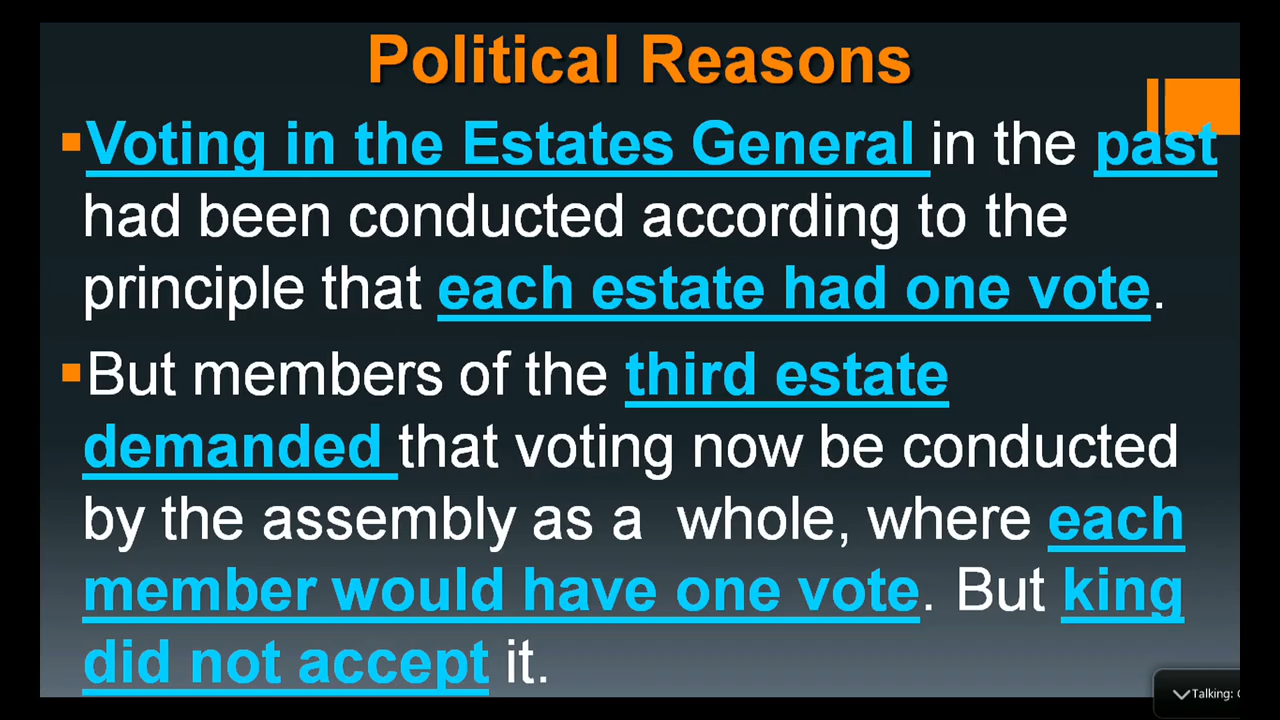 Political Reasons
▪Voting in the Estates General in the past
had been conducted according to the
principle that each estate had one vote.
▪But members of the third estate
demanded that voting now be conducted
by the assembly as a  whole, where each
member would have one vote. But king
did not accept it.
Talking: